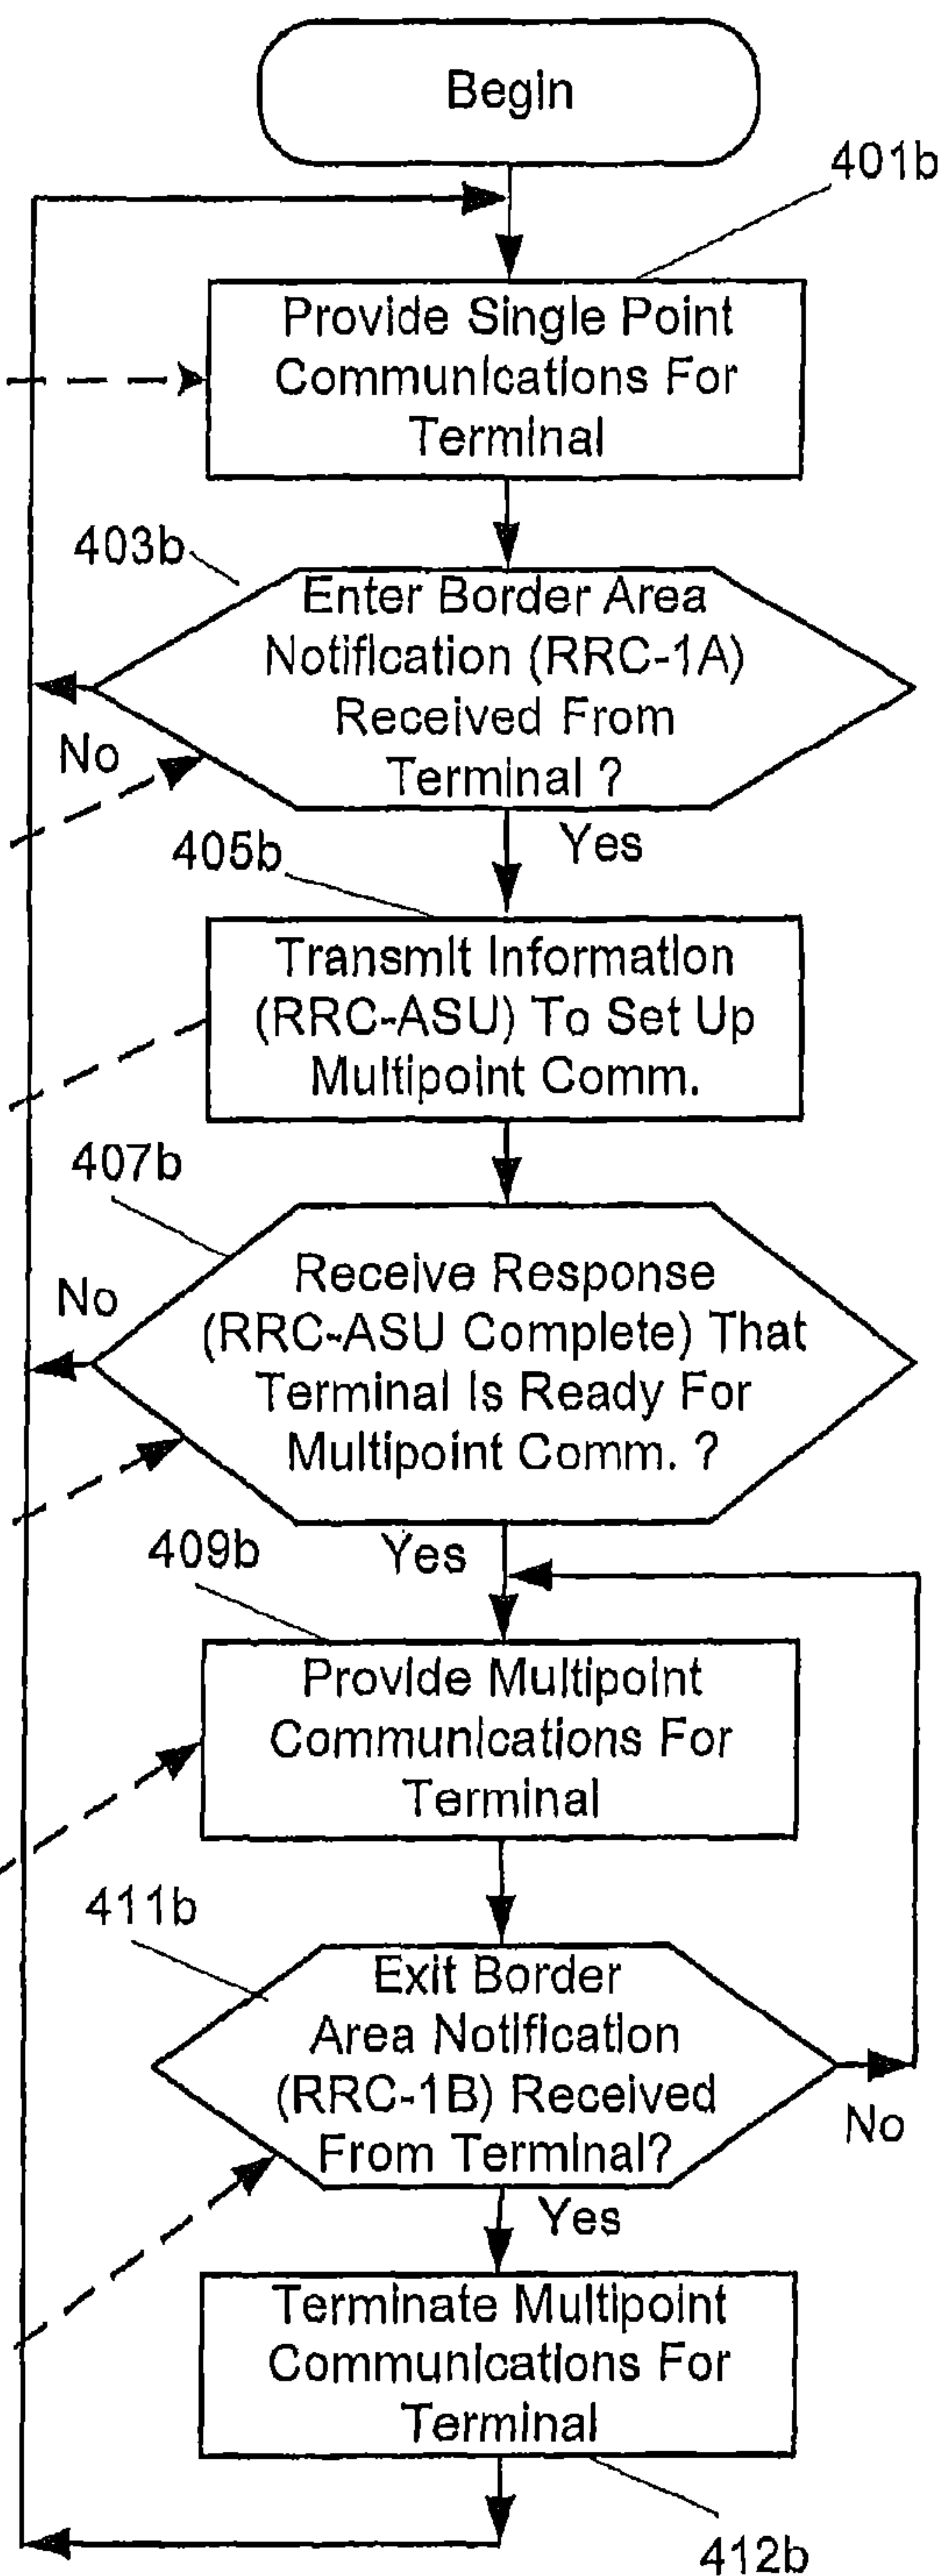 Begin
401b
Provide Single Point
Communications For
Terminal
403b
Enter Border Area
Notification (RRC-1A)
Received From
Terminal ?
No
Yes
405b
Transmit Information
(RRC-ASU) To Set Up
Multipoint Comm.
407b
No
Receive Response
(RRC-ASU Complete) That
Terminal Is Ready For
Multipoint Comm. ?
Yes
409b
Provide Multipoint
Communications For
Terminal
411b
Exit Border
Area Notification
(RRC-1B) Received
From Terminal?
No
Yes
Terminate Multipoint
Communications For
Terminal
412b